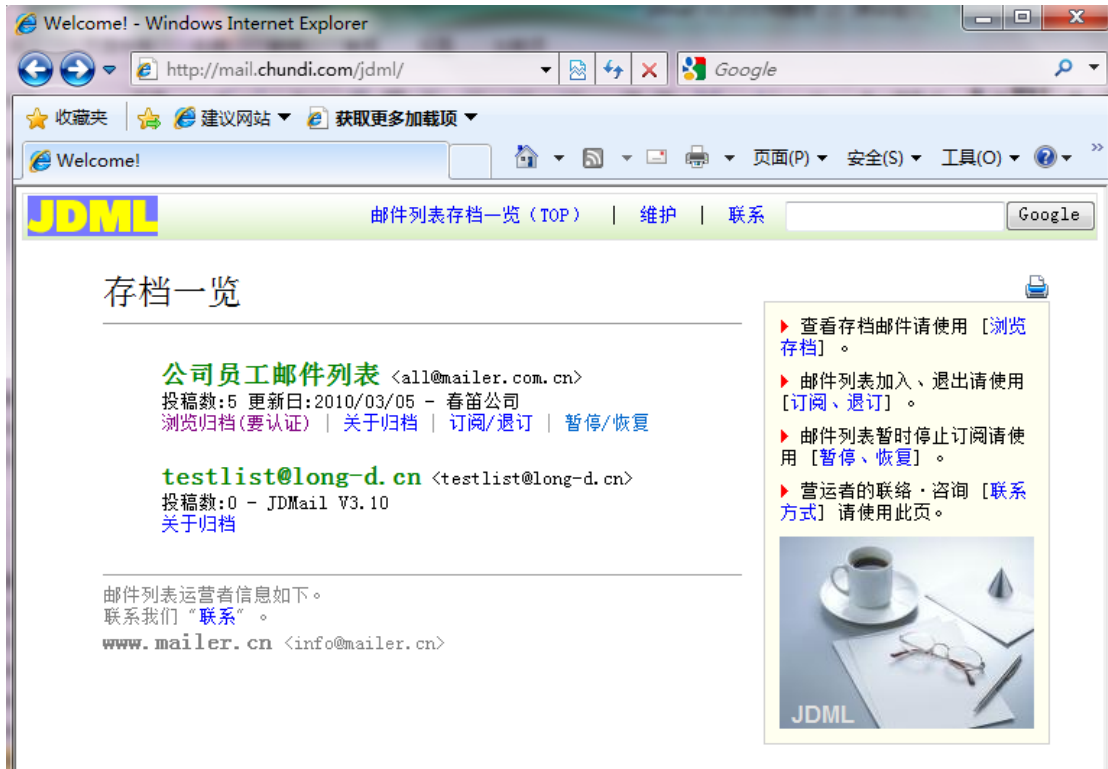 Welcome! - Windows Internet Explorer
http://mail.chundi.com/jdml/
Google
收藏夹 建议网站 获取更多加载项
Welcome! 页面(P) 安全(S) 工具(O)
JDML 邮件列表存档一览（TOP） | 维护 | 联系 Google
存档一览
公司员工邮件列表 <all@mailer.com.cn>
投稿数:5 更新日:2010/03/05 - 春笛公司
浏览归档(要认证) | 关于归档 | 订阅/退订 | 暂停/恢复
testlist@long-d.cn <testlist@long-d.cn>
投稿数:0 - JDMail V3.10
关于归档
邮件列表运营者信息如下。
联系我们“联系”。
www.mailer.cn <info@mailer.cn>
查看存档邮件请使用 [浏览
存档] 。
邮件列表加入、退出请使用
[订阅、退订] 。
邮件列表暂时停止订阅请使
用 [暂停、恢复] 。
营运者的联络・咨询 [联系
方式] 请使用此页。
JDML